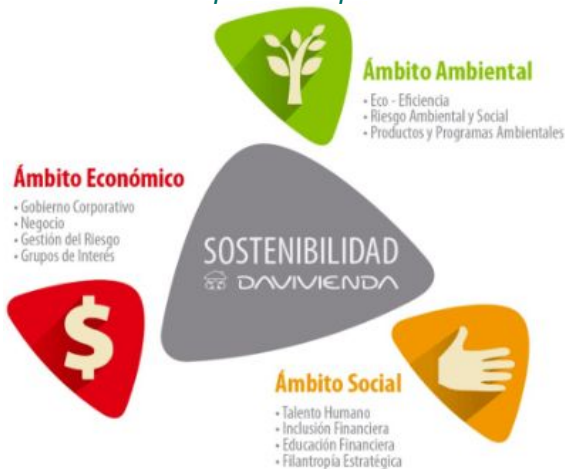 Ámbito Ambiental
• Eco - Eficiencia
• Riesgo Ambiental y Social
• Productos y Programas Ambientales
Ámbito Económico
• Gobierno Corporativo
• Negocio
• Gestión del Riesgo
• Grupos de Interés
SOSTENIBILIDAD
DAVIVIENDA
$
Ámbito Social
• Talento Humano
• Inclusión Financiera
• Educación Financiera
• Filantropía Estratégica